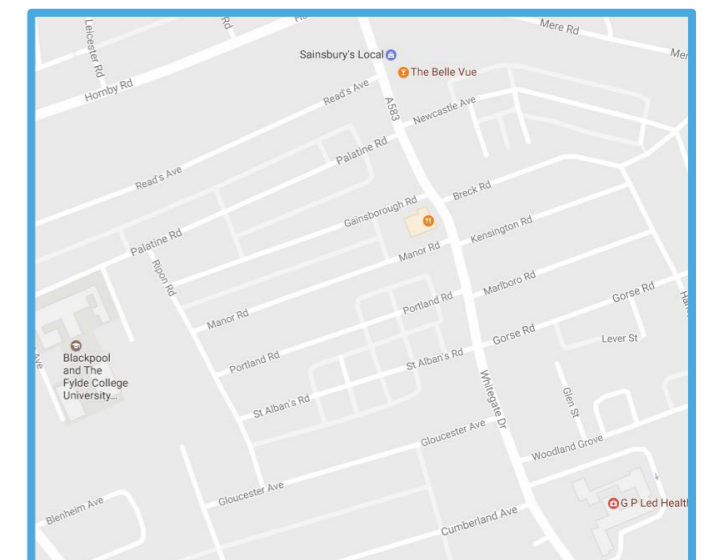 Leicester Rd
Rd
Ho
Mere Rd
Mer
Sainsbury's Local
The Belle Vue
Hornby Rd
Read's Ave
A583
Newcastle Ave
Palatine Rd
Read's Ave
Breck Rd
Gainsborough Rd
Kensington Rd
Palatine Rd
Manor Rd
Ripon Rd
Marlboro Rd
Gorse Rd
Portland Rd
Manor Rd
Gorse Rd
Lever St
Blackpool
and The
Fylde College
University...
Ave
Portland Rd
St Alban's Rd
Whitegate Dr
Glen St
St Alban's Rd
Gloucester Ave
Woodland Grove
Gloucester Ave
G P Led Healt
Blenheim Ave
Cumberland Ave